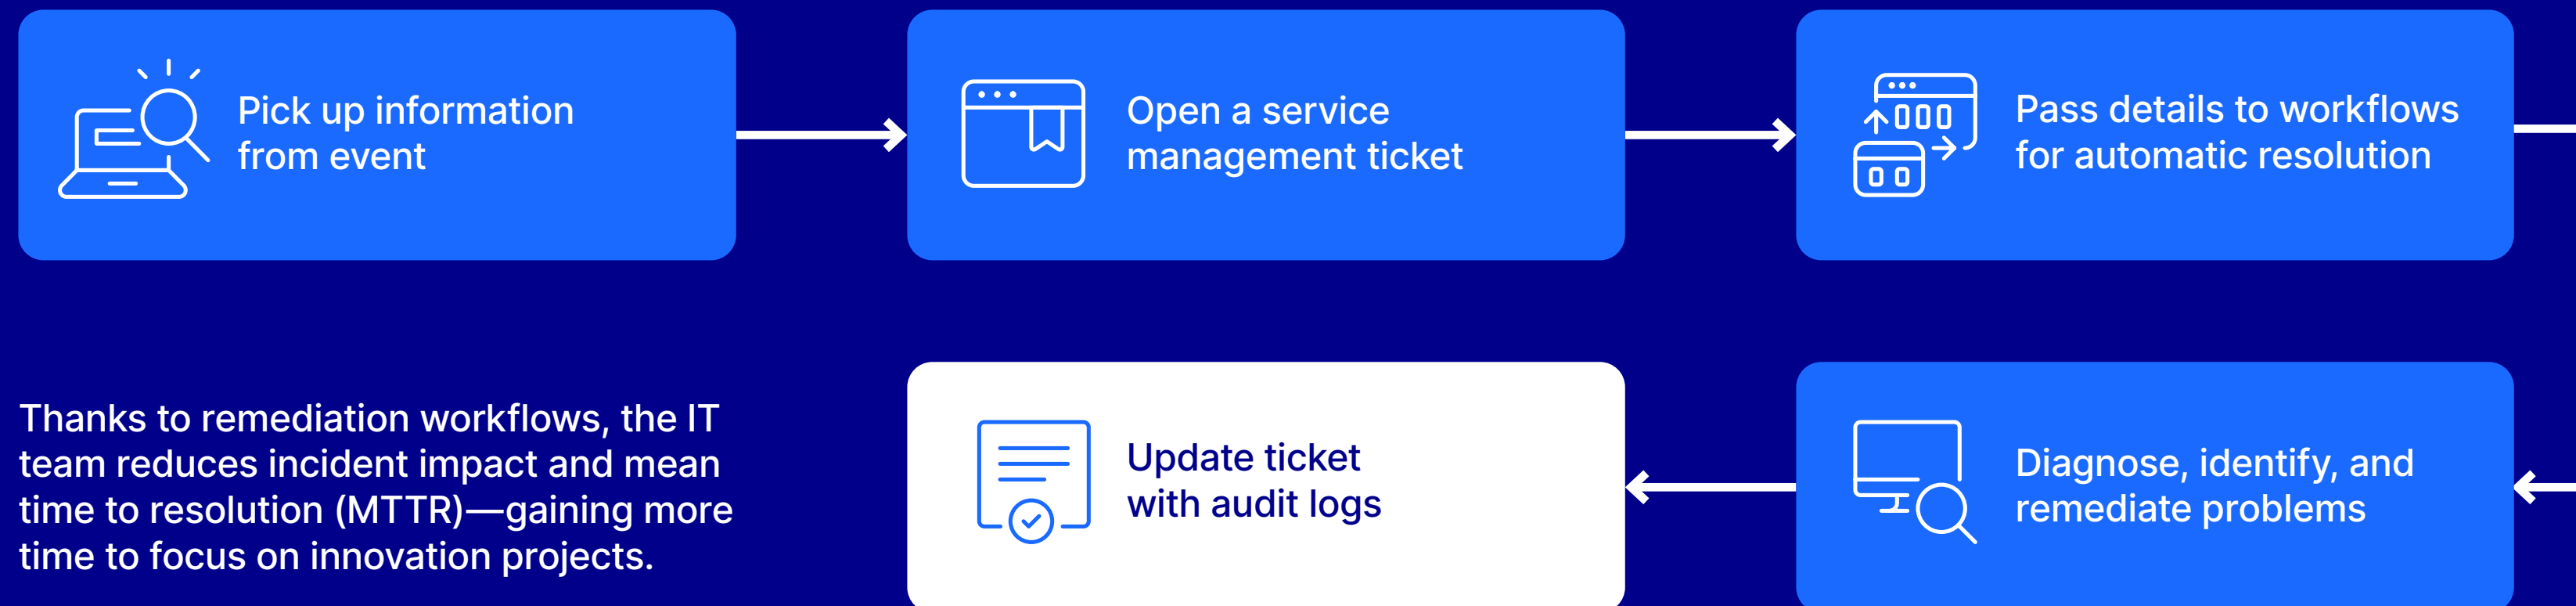 Pick up information
from event
Open a service
management ticket
Pass details to workflows
for automatic resolution
Diagnose, identify, and
remediate problems
Update ticket
with audit logs
Thanks to remediation workflows, the IT
team reduces incident impact and mean
time to resolution (MTTR)—gaining more
time to focus on innovation projects.